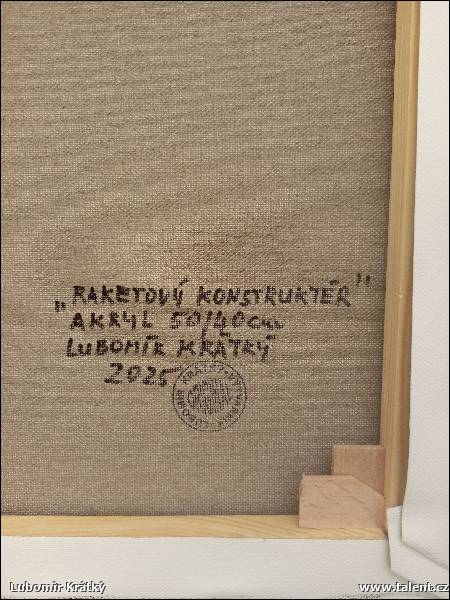 „RAKETOVÝ KONSTRUKTÉR"
AKRYL 50/40cm
LUBOMÍR KRÁTKÝ
2025
Lubomír Krátký
www.talent.cz